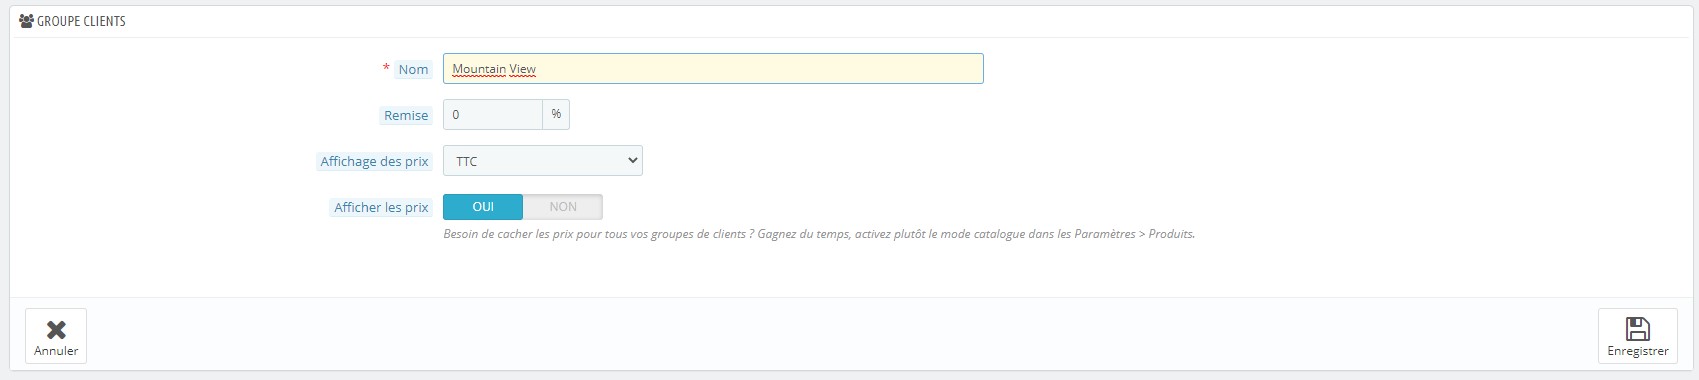 GROUPE CLIENTS
* Nom
Mountain View
Remise
0
%
Affichage des prix
TTC
Afficher les prix
OUI
NON
Besoin de cacher les prix pour tous vos groupes de clients ? Gagnez du temps, activez plutôt le mode catalogue dans les Paramètres > Produits.
Annuler
Enregistrer